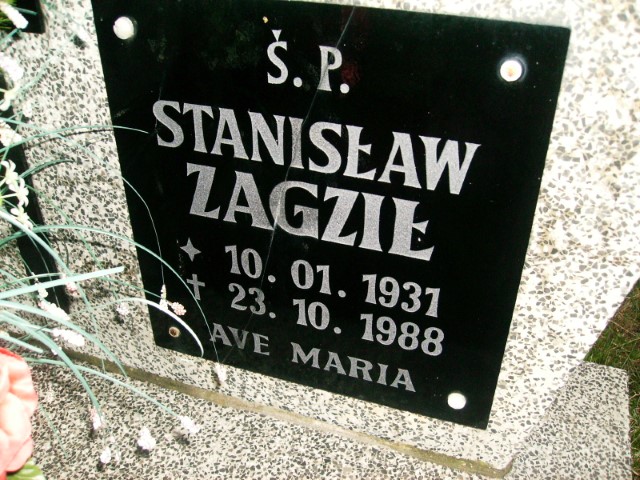 Ś. P.
STANISŁAW
ZAGZIŁ
10. 01. 1931
23. 10. 1988
AVE MARIA